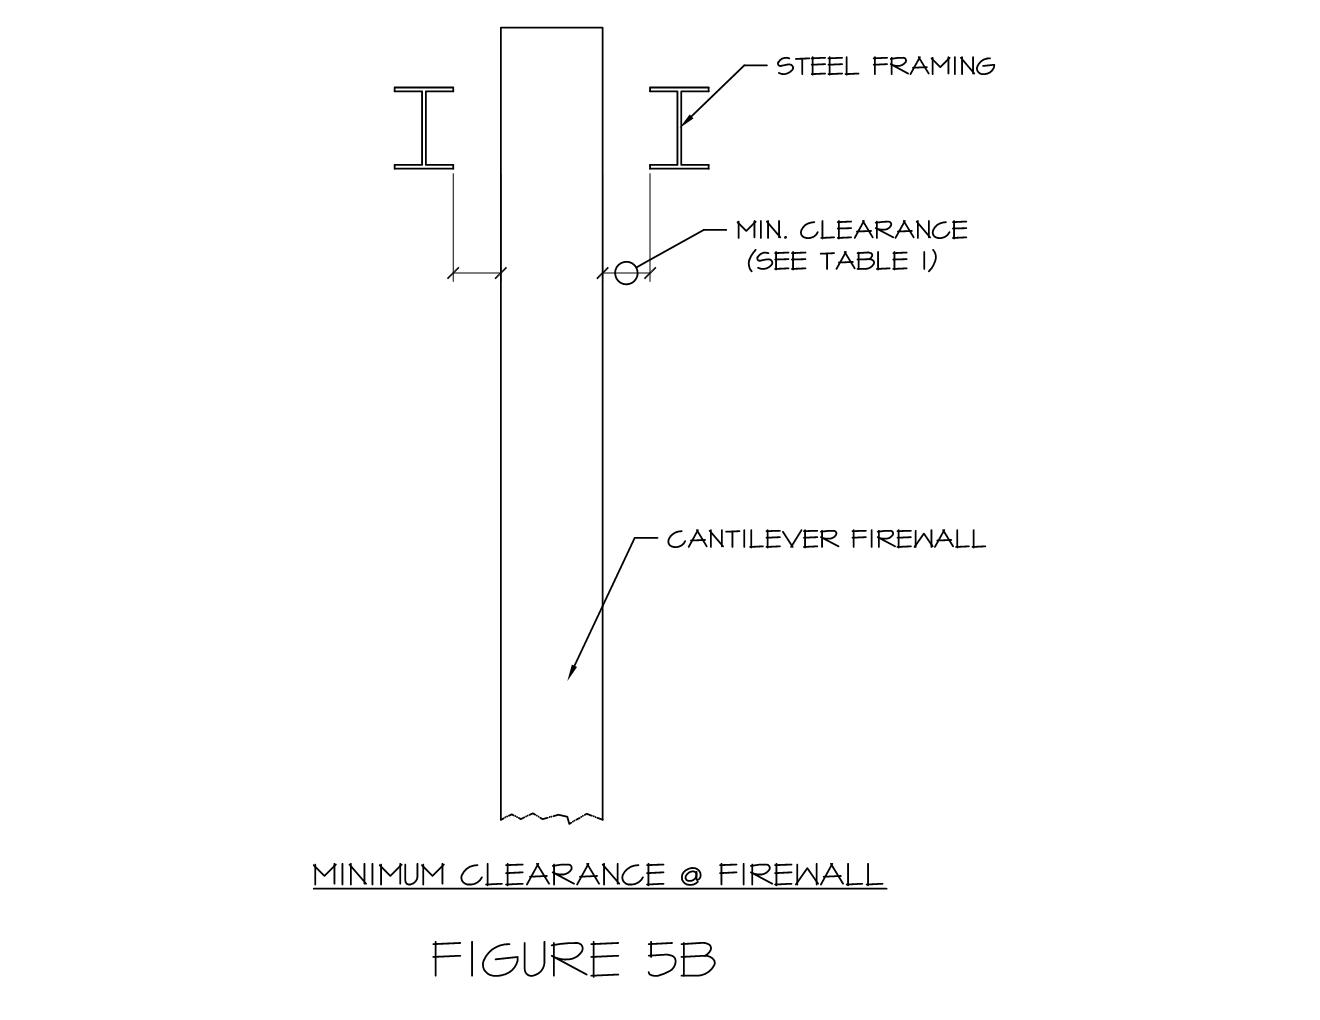 STEEL FRAMING
MIN. CLEARANCE
(SEE TABLE 1)
CANTILEVER FIREWALL
MINIMUM CLEARANCE @ FIREWALL
FIGURE 5B